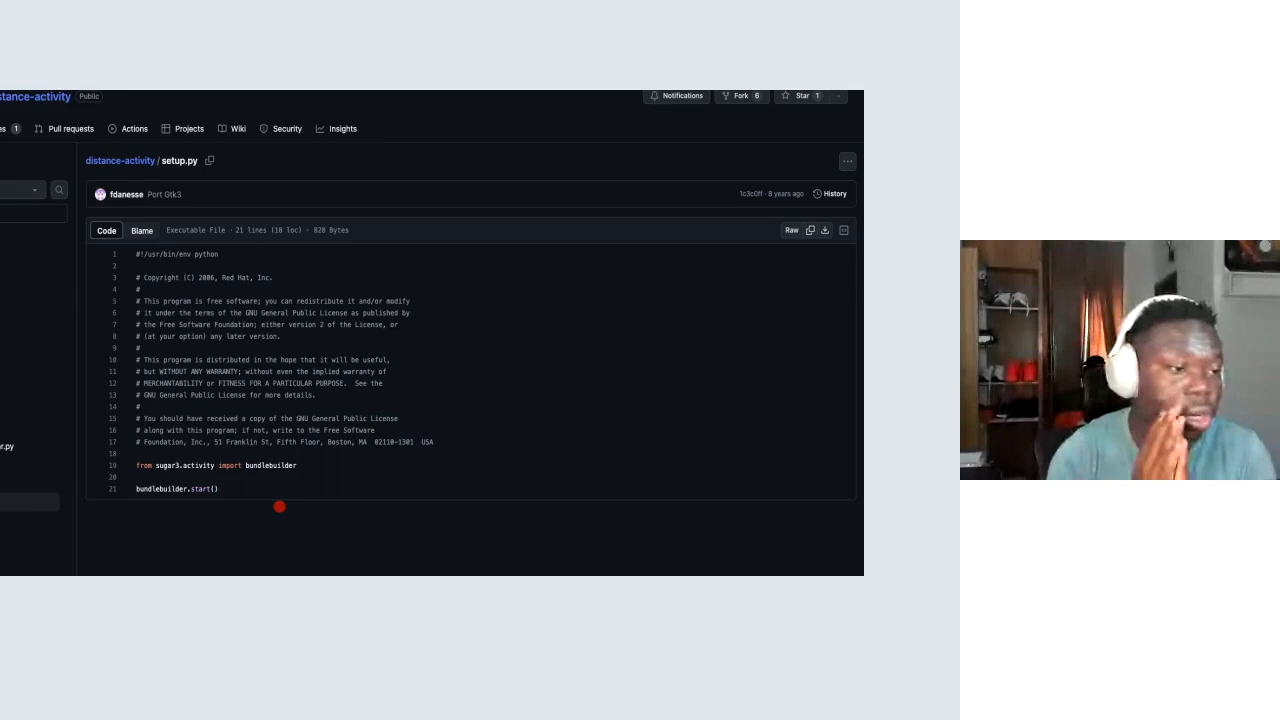 stance-activity Public
Notifications Fork 6 Star 1
es 1 Pull requests Actions Projects Wiki Security Insights
distance-activity / setup.py
fdanesse Port Gtk3 1c3c0ff · 8 years ago History
Code Blame Executable File · 21 lines (18 loc) · 828 Bytes Raw
1 #!/usr/bin/env python
2
3 # Copyright (C) 2006, Red Hat, Inc.
4 #
5 # This program is free software; you can redistribute it and/or modify
6 # it under the terms of the GNU General Public License as published by
7 # the Free Software Foundation; either version 2 of the License, or
8 # (at your option) any later version.
9 #
10 # This program is distributed in the hope that it will be useful,
11 # but WITHOUT ANY WARRANTY; without even the implied warranty of
12 # MERCHANTABILITY or FITNESS FOR A PARTICULAR PURPOSE.  See the
13 # GNU General Public License for more details.
14 #
15 # You should have received a copy of the GNU General Public License
16 # along with this program; if not, write to the Free Software
17 # Foundation, Inc., 51 Franklin St, Fifth Floor, Boston, MA  02110-1301  USA
r.py
18
19 from sugar3.activity import bundlebuilder
20
21 bundlebuilder.start()